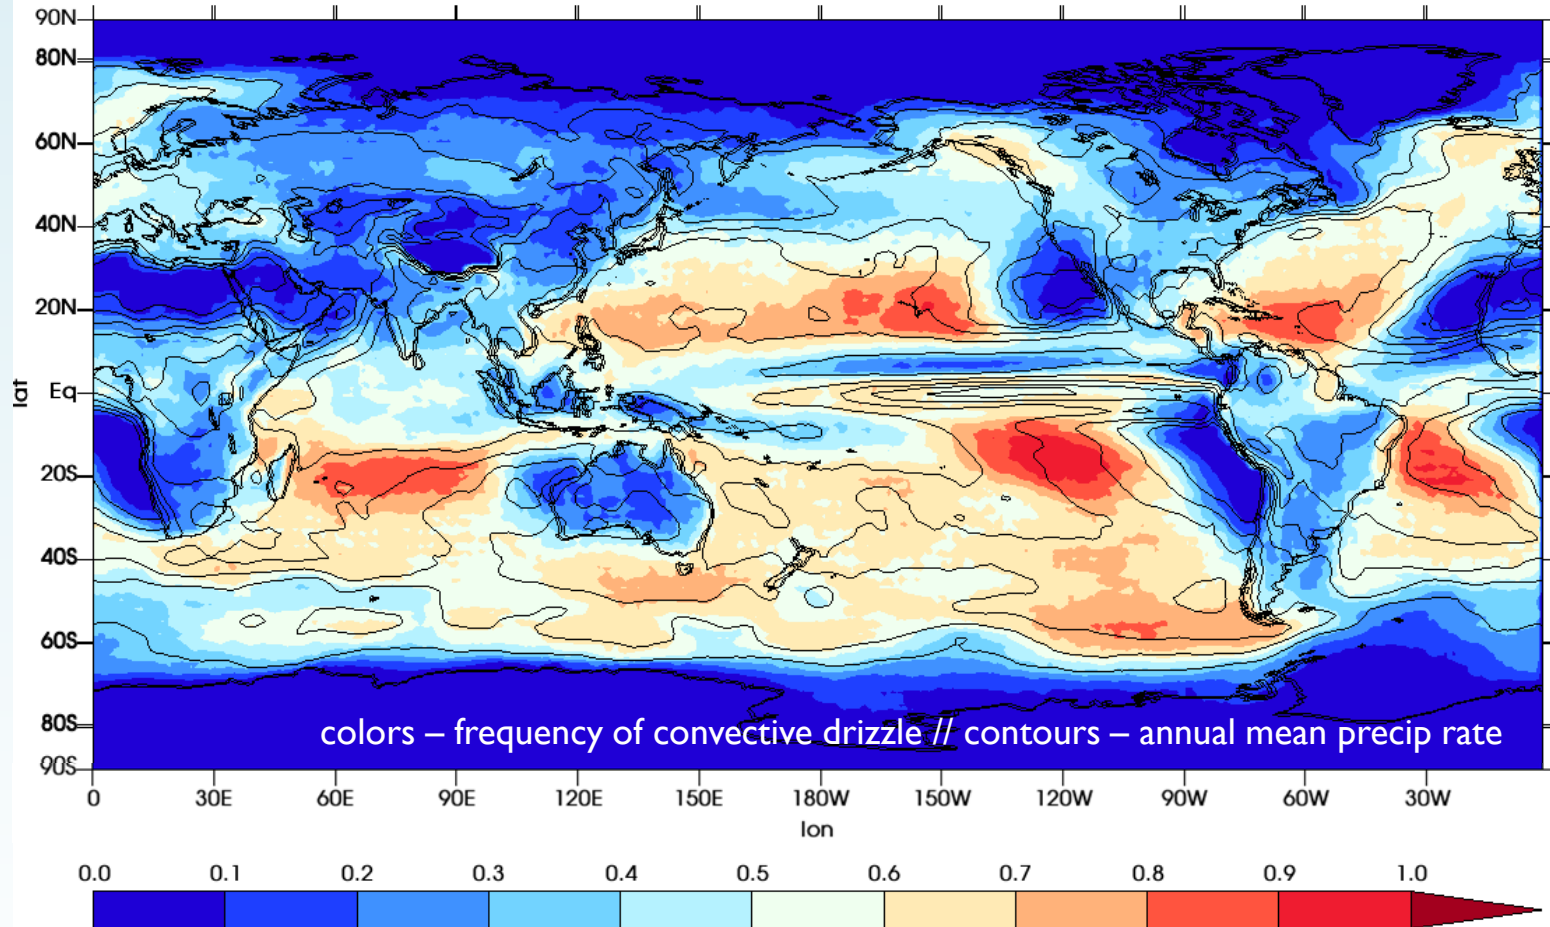 90N
80N
60N
40N
20N
Eq
20S
40S
60S
80S
90S
lat
colors – frequency of convective drizzle // contours – annual mean precip rate
0 30E 60E 90E 120E 150E 180W 150W 120W 90W 60W 30W
lon
0.0 0.1 0.2 0.3 0.4 0.5 0.6 0.7 0.8 0.9 1.0